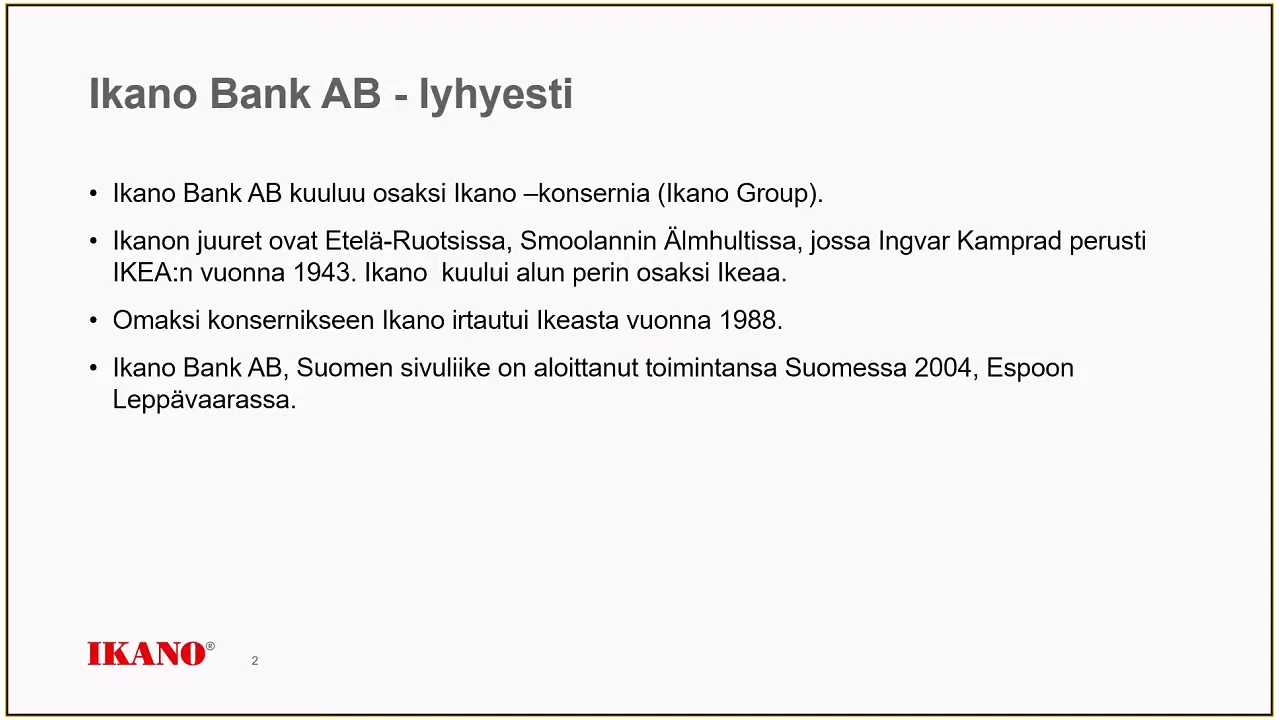 Ikano Bank AB - lyhyesti
• Ikano Bank AB kuuluu osaksi Ikano –konsernia (Ikano Group).
• Ikanon juuret ovat Etelä-Ruotsissa, Smoolannin Älmhultissa, jossa Ingvar Kamprad perusti
IKEA:n vuonna 1943. Ikano  kuului alun perin osaksi Ikeaa.
• Omaksi konsernikseen Ikano irtautui Ikeasta vuonna 1988.
• Ikano Bank AB, Suomen sivuliike on aloittanut toimintansa Suomessa 2004, Espoon
Leppävaarassa.
IKANO® 2